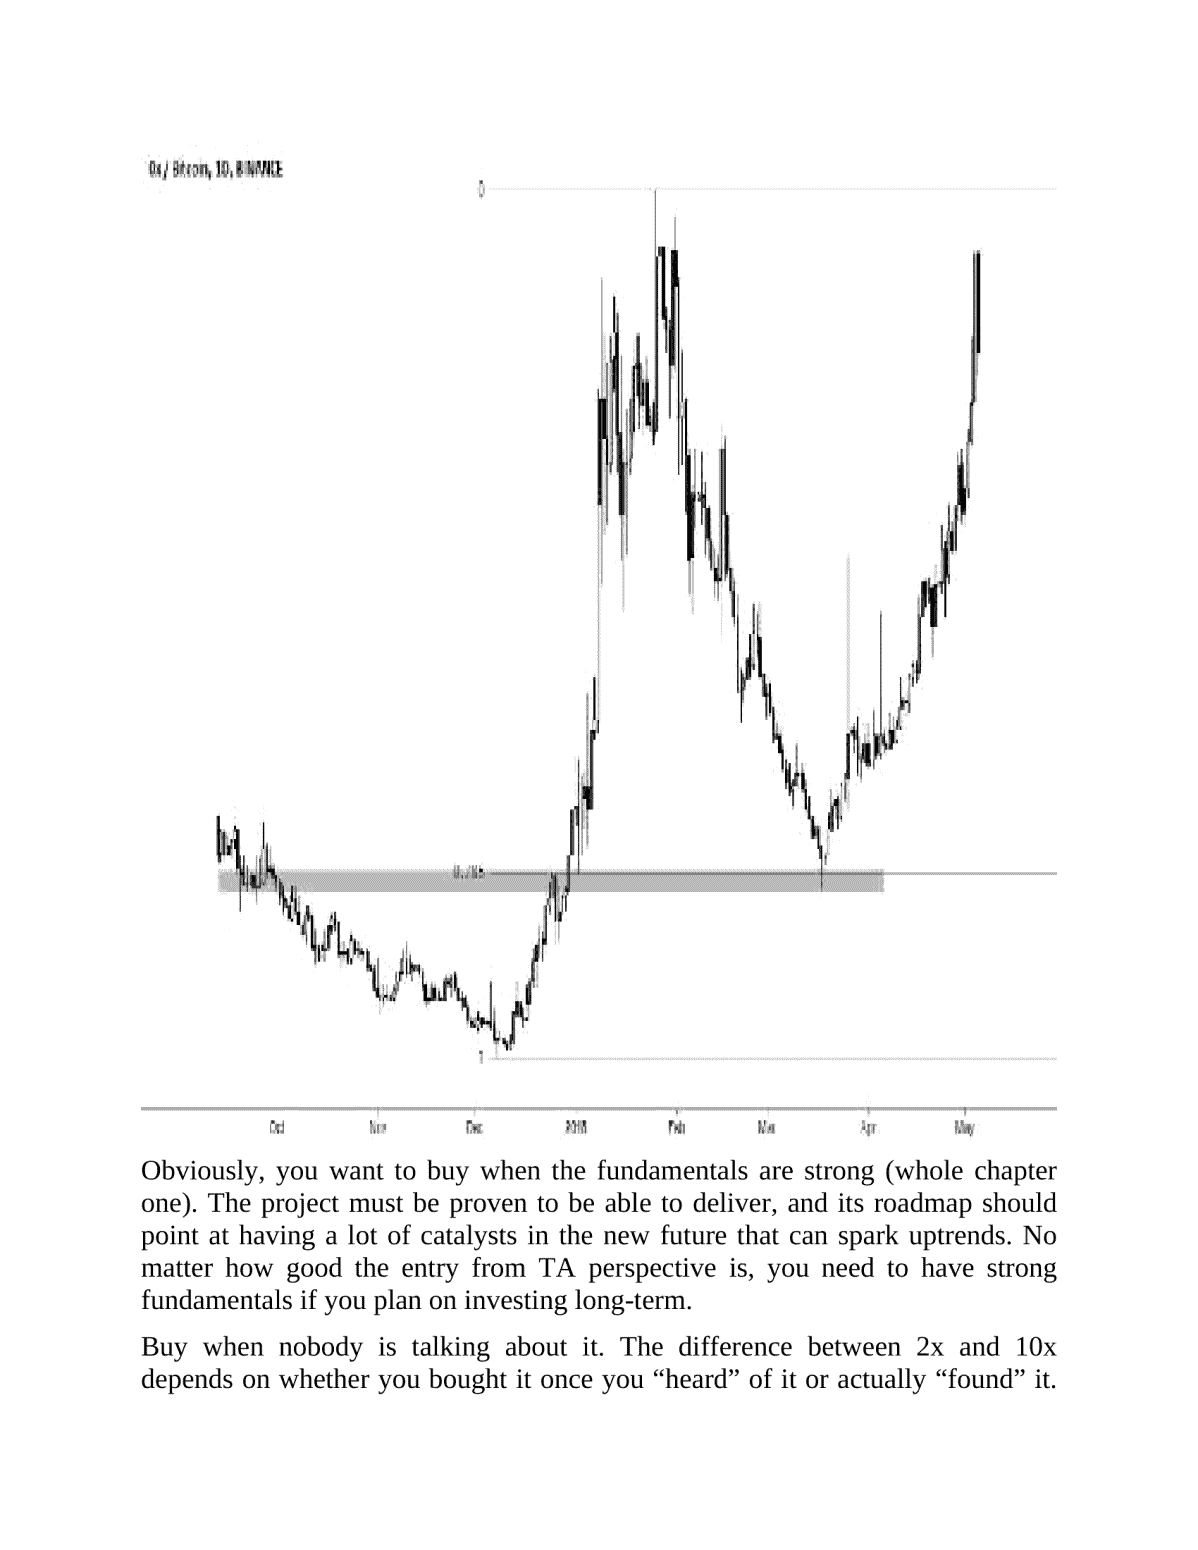 0x / Bitcoin, 1D, BINANCE
0
1
Oct Nov Dec 2018 Feb Mar Apr May
Obviously, you want to buy when the fundamentals are strong (whole chapter
one). The project must be proven to be able to deliver, and its roadmap should
point at having a lot of catalysts in the new future that can spark uptrends. No
matter how good the entry from TA perspective is, you need to have strong
fundamentals if you plan on investing long-term.
Buy when nobody is talking about it. The difference between 2x and 10x
depends on whether you bought it once you “heard” of it or actually “found” it.